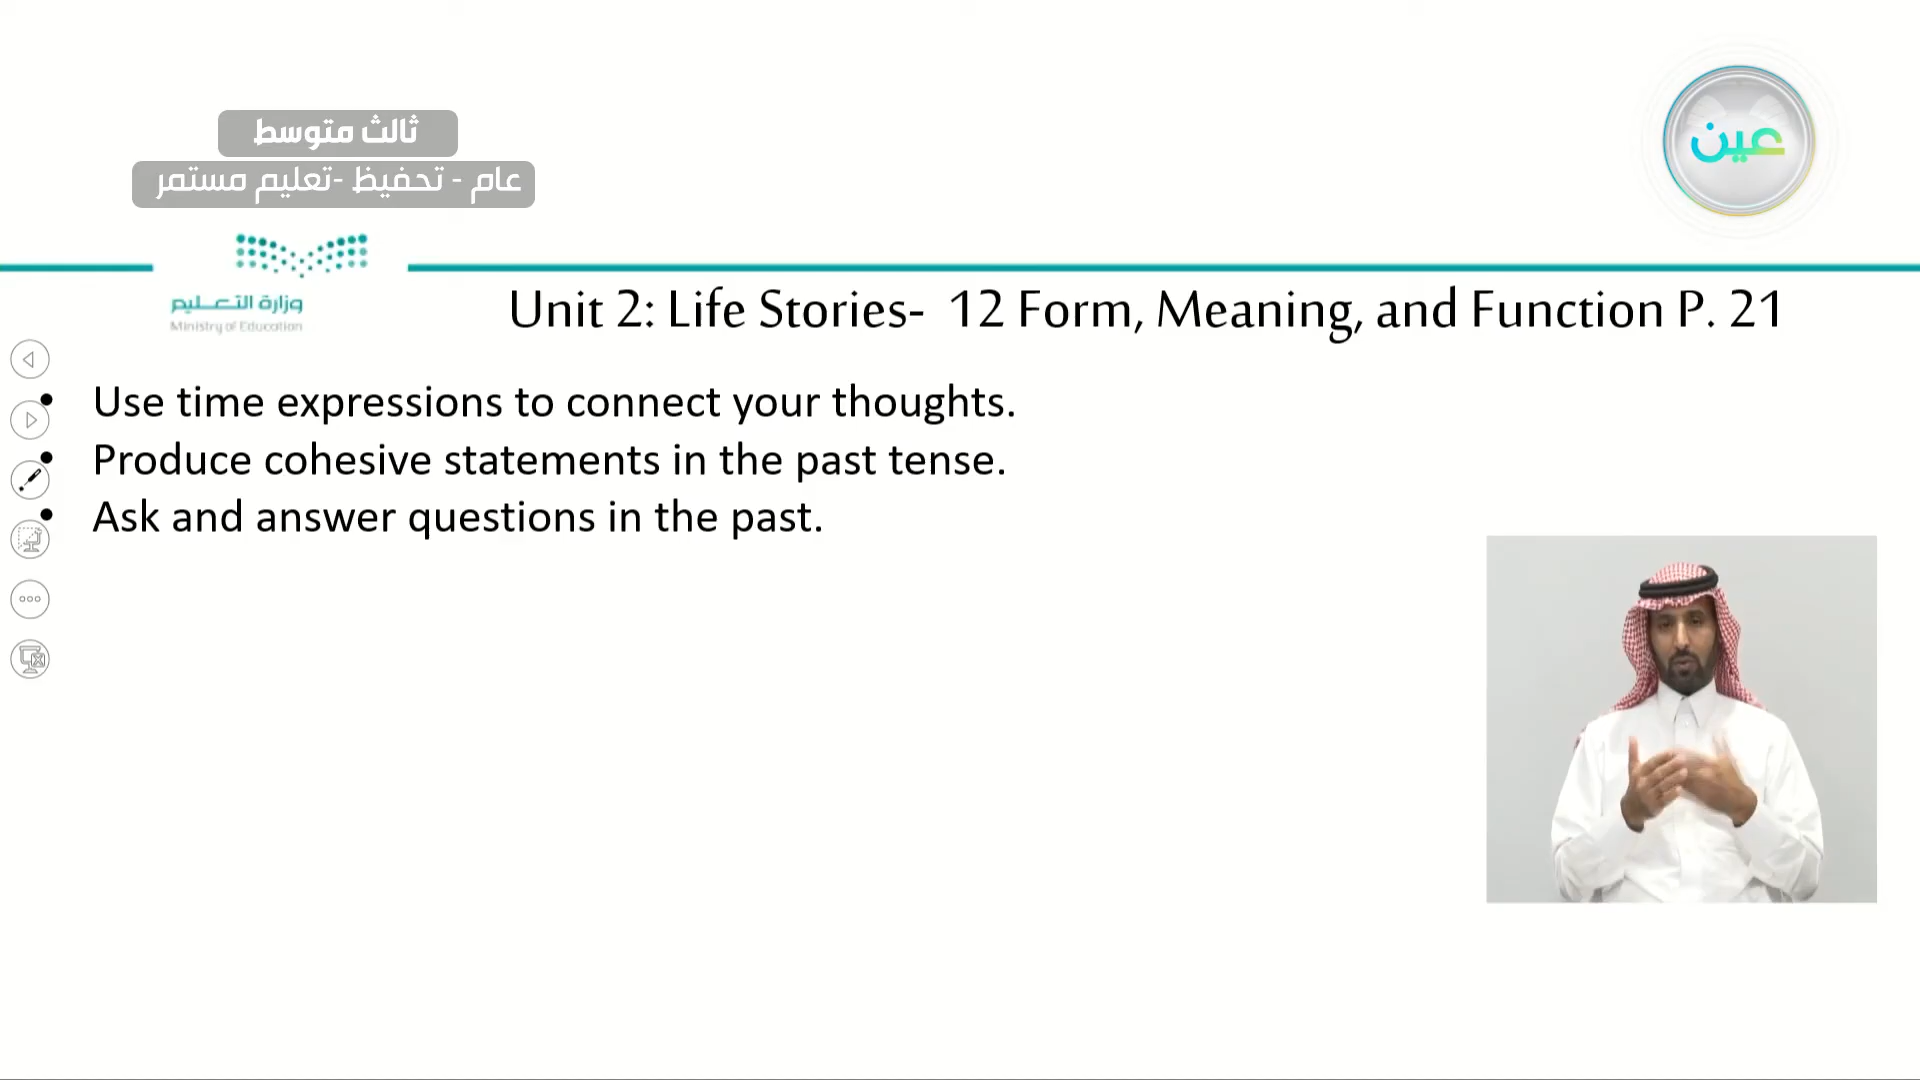 ثالث متوسط
عام - تحفيظ -تعليم مستمر
عين
وزارة التعليم
Ministry of Education
Unit 2: Life Stories- 12 Form, Meaning, and Function P. 21
• Use time expressions to connect your thoughts.
• Produce cohesive statements in the past tense.
• Ask and answer questions in the past.